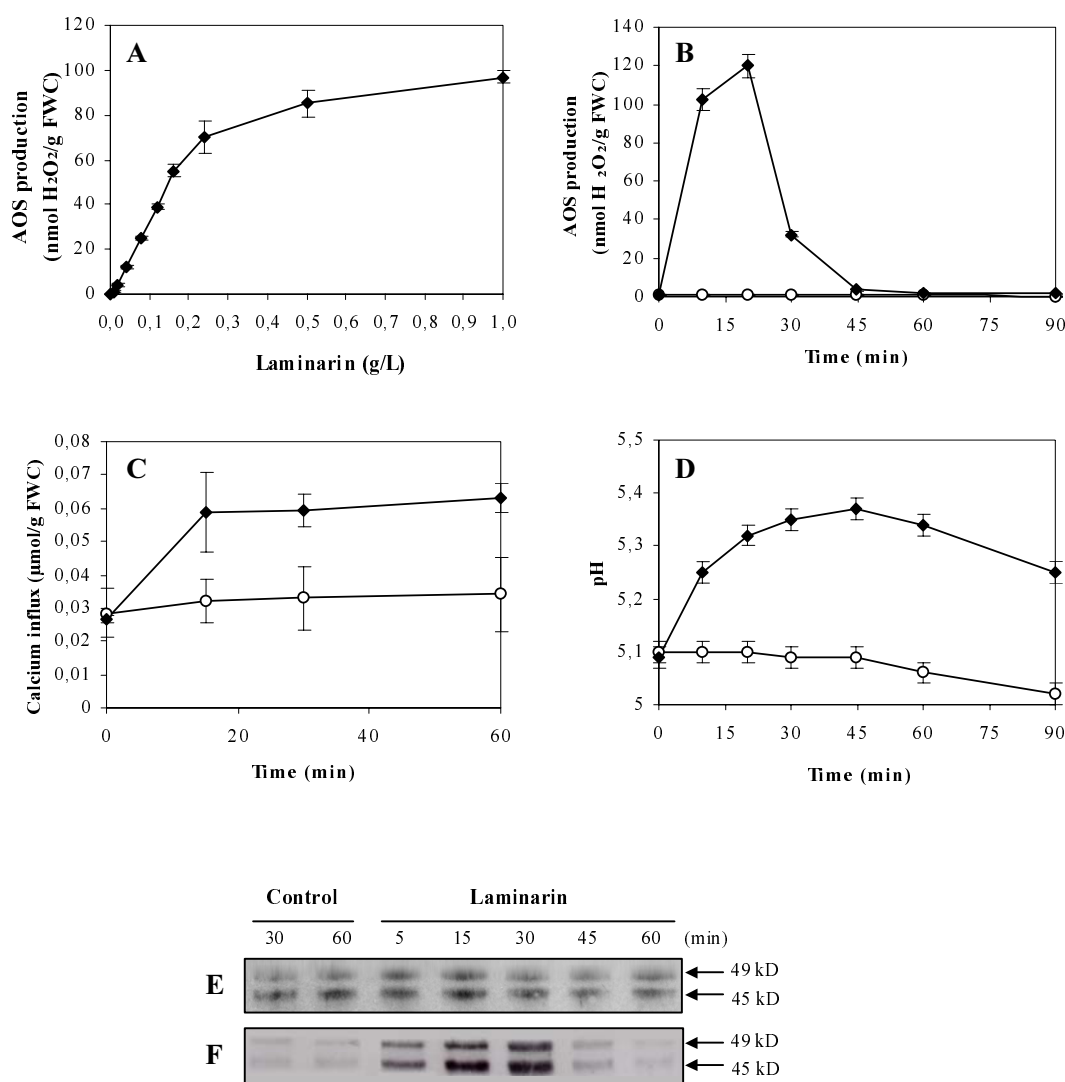 A
AOS production
(nmol H₂O₂/g FWC)
120
100
80
60
40
20
0
0,0 0,1 0,2 0,3 0,4 0,5 0,6 0,7 0,8 0,9 1,0
Laminarin (g/L)
B
AOS production
(nmol H ₂O₂/g FWC)
140
120
100
80
60
40
20
0
0 15 30 45 60 75 90
Time (min)
C
Calcium influx (µmol/g FWC)
0,08
0,07
0,06
0,05
0,04
0,03
0,02
0,01
0
0 20 40 60
Time (min)
D
pH
5,5
5,4
5,3
5,2
5,1
5
0 15 30 45 60 75 90
Time (min)
Control Laminarin
30 60 5 15 30 45 60 (min)
E
49 kD
45 kD
F
49 kD
45 kD